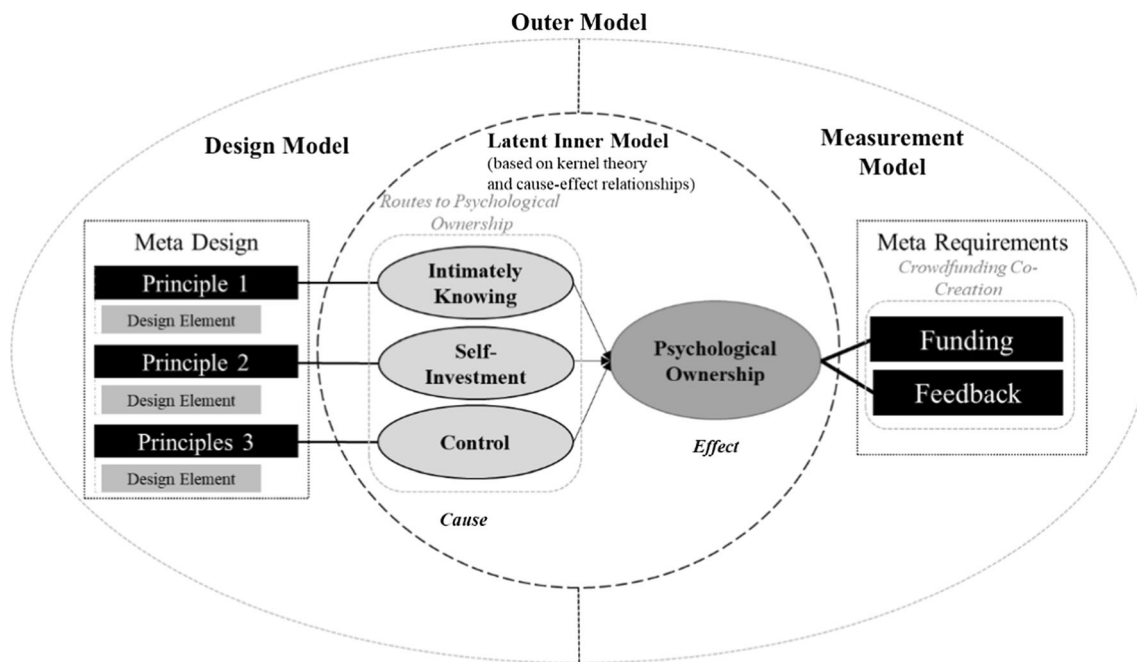 Outer Model
Design Model
Latent Inner Model
(based on kernel theory
and cause-effect relationships)
Measurement
Model
Routes to Psychological
Ownership
Meta Design
Principle 1
Design Element
Principle 2
Design Element
Principles 3
Design Element
Intimately
Knowing
Self-
Investment
Control
Cause
Psychological
Ownership
Effect
Meta Requirements
Crowdfunding Co-
Creation
Funding
Feedback